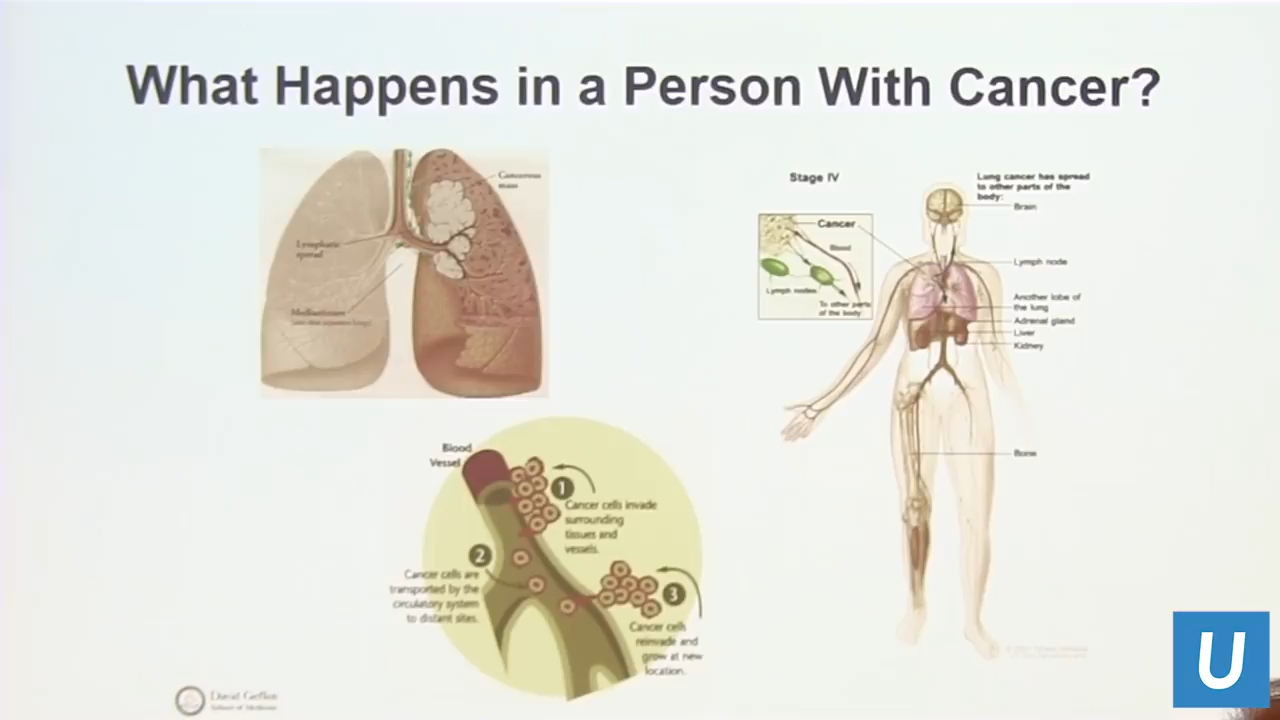 What Happens in a Person With Cancer?
Cancerous
mass
Lymphatic
spread
Mediastinum
Stage IV
Cancer
Blood
Lymph nodes
To other parts
of the body
Lung cancer has spread
to other parts of the
body:
Brain
Lymph node
Another lobe of
the lung
Adrenal gland
Liver
Kidney
Bone
Blood
Vessel
1
Cancer cells invade
surrounding
tissues and
vessels.
2
Cancer cells are
transported by the
circulatory system
to distant sites.
3
Cancer cells
reinvade and
grow at new
location.
David Geffen
School of Medicine
U